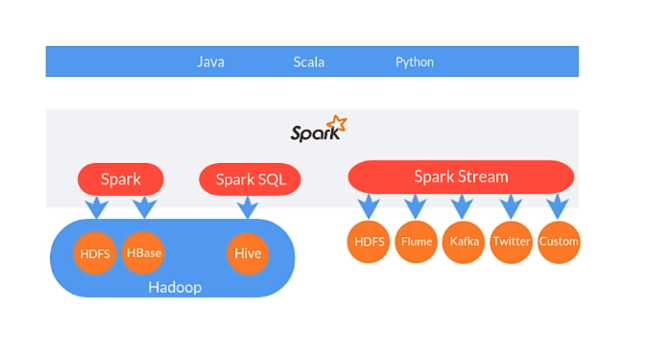 Java Scala Python
Spark
Spark Spark SQL Spark Stream
HDFS HBase Hive HDFS Flume Kafka Twitter Custom
Hadoop